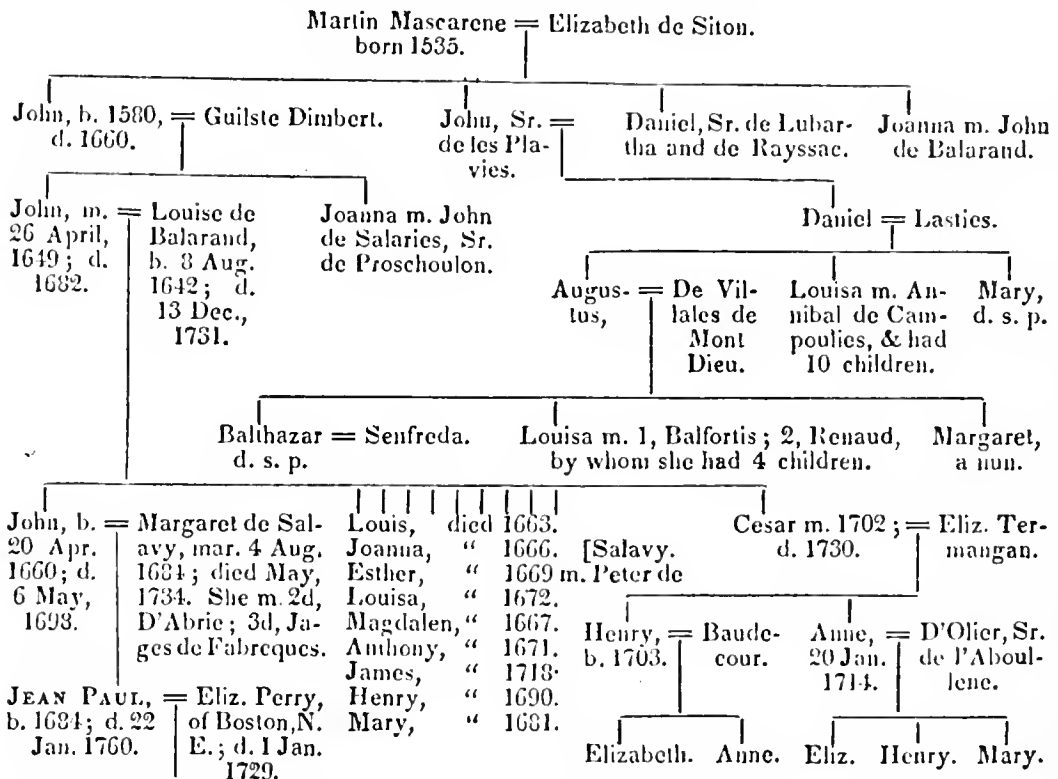 Martin Mascarene = Elizabeth de Siton.
born 1535.
John, b. 1580, = Guilste Dimbert.
d. 1660.
John, Sr. =
de les Pla-
vies.
Daniel, Sr. de Lubar-
tha and de Rayssac.
Joanna m. John
de Balarand.
John, m. =
26 April,
1649; d.
1682.
Louise de
Balarand,
b. 8 Aug.
1642; d.
13 Dec.,
1731.
Joanna m. John
de Salaries, Sr.
de Proschoulon.
Daniel = Lasties.
Augus- =
tus,
De Vil-
lales de
Mont
Dieu.
Louisa m. An-
nibal de Cam-
poulies, & had
10 children.
Mary,
d. s. p.
Balthazar = Senfreda.
d. s. p.
Louisa m. 1, Balfortis; 2, Renaud,
by whom she had 4 children.
Margaret,
a nun.
John, b. =
20 Apr.
1660; d.
6 May,
1698.
Margaret de Sal-
avy, mar. 4 Aug.
1684; died May,
1734. She m. 2d,
D'Abrie; 3d, Ja-
ges de Fabreques.
Louis, died 1663.
Joanna, " 1666. [Salavy.
Esther, " 1669 m. Peter de
Louisa, " 1672.
Magdalen, " 1667.
Anthony, " 1671.
James, " 1718.
Henry, " 1690.
Mary, " 1681.
Cesar m. 1702; =
d. 1730.
Eliz. Ter-
mangan.
Henry, =
b. 1703.
Baude-
cour.
Anne, =
20 Jan.
1714.
D'Olier, Sr.
de l'Aboul-
lene.
JEAN PAUL, =
b. 1684; d. 22
Jan. 1760.
Eliz. Perry,
of Boston, N.
E.; d. 1 Jan.
1729.
Elizabeth. Anne.
Eliz. Henry. Mary.